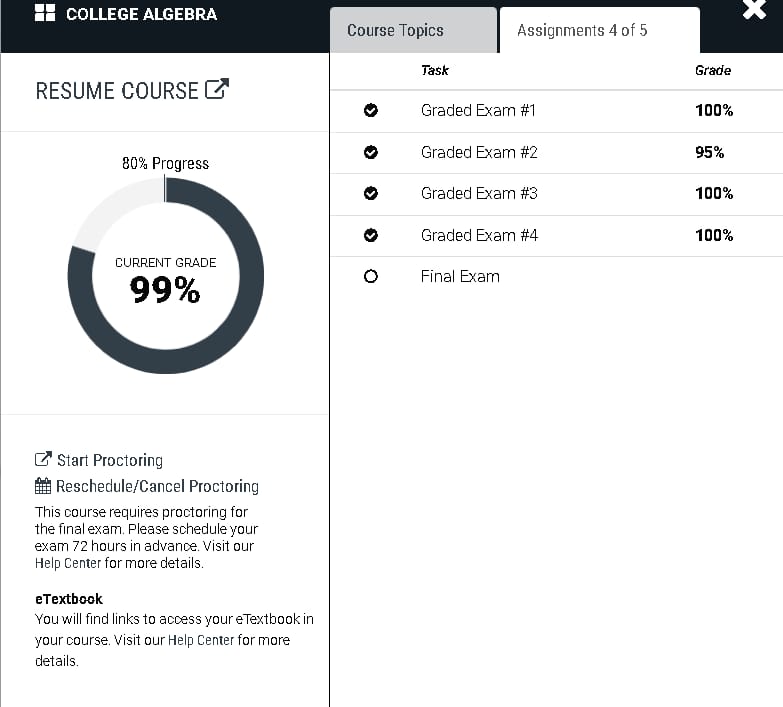 COLLEGE ALGEBRA
RESUME COURSE
80% Progress
CURRENT GRADE
99%
Start Proctoring
Reschedule/Cancel Proctoring
This course requires proctoring for
the final exam. Please schedule your
exam 72 hours in advance. Visit our
Help Center for more details.
eTextbook
You will find links to access your eTextbook in
your course. Visit our Help Center for more
details.
Course Topics
Assignments 4 of 5
Task Grade
Graded Exam #1 100%
Graded Exam #2 95%
Graded Exam #3 100%
Graded Exam #4 100%
Final Exam